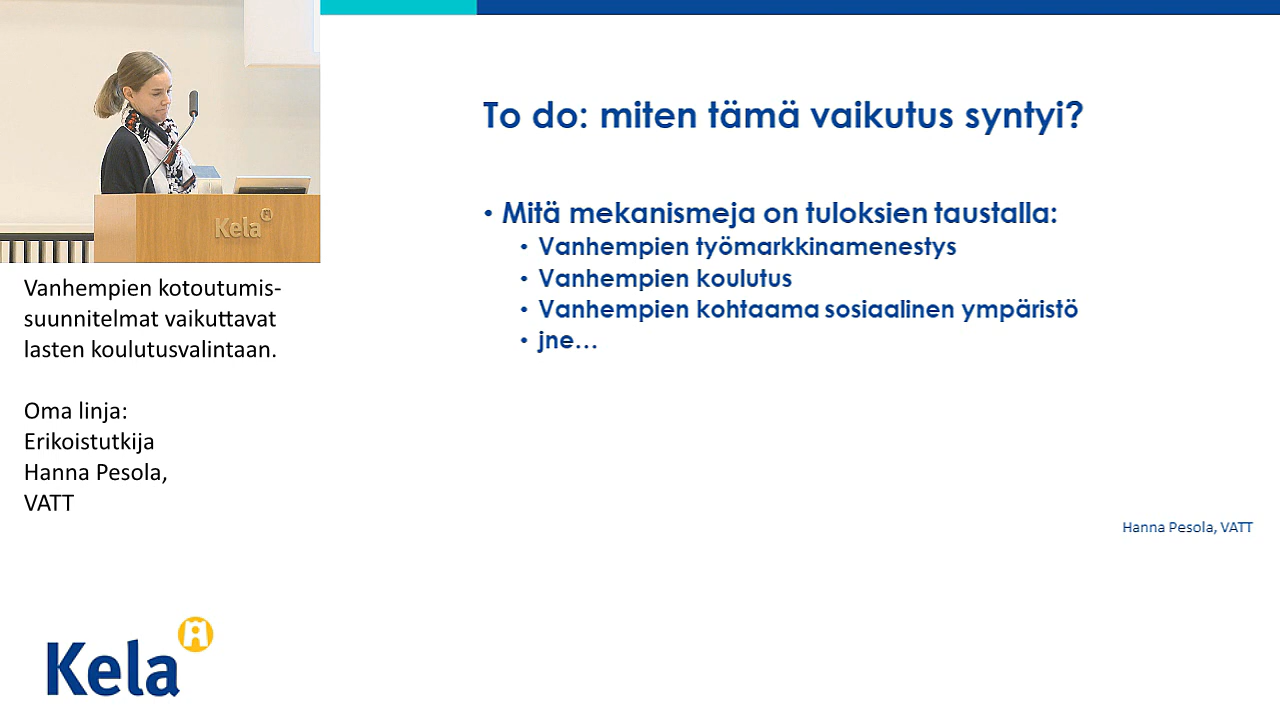 Kela
Vanhempien kotoutumis-
suunnitelmat vaikuttavat
lasten koulutusvalintaan.
Oma linja:
Erikoistutkija
Hanna Pesola,
VATT
Kela
To do: miten tämä vaikutus syntyi?
• Mitä mekanismeja on tuloksien taustalla:
• Vanhempien työmarkkinamenestys
• Vanhempien koulutus
• Vanhempien kohtaama sosiaalinen ympäristö
• jne...
Hanna Pesola, VATT